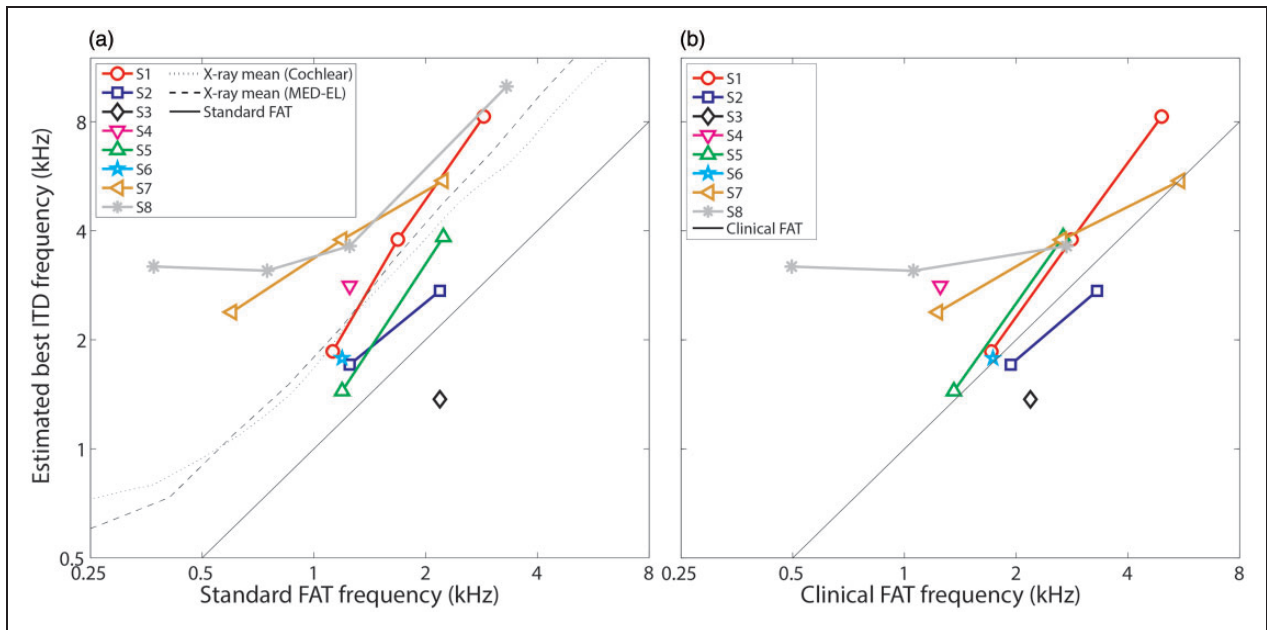 (a)
S1
S2
S3
S4
S5
S6
S7
S8
X-ray mean (Cochlear)
X-ray mean (MED-EL)
Standard FAT
Estimated best ITD frequency (kHz)
8
4
2
1
0.5
0.25
0.5
1
2
4
8
Standard FAT frequency (kHz)
(b)
S1
S2
S3
S4
S5
S6
S7
S8
Clinical FAT
0.25
0.5
1
2
4
8
Clinical FAT frequency (kHz)